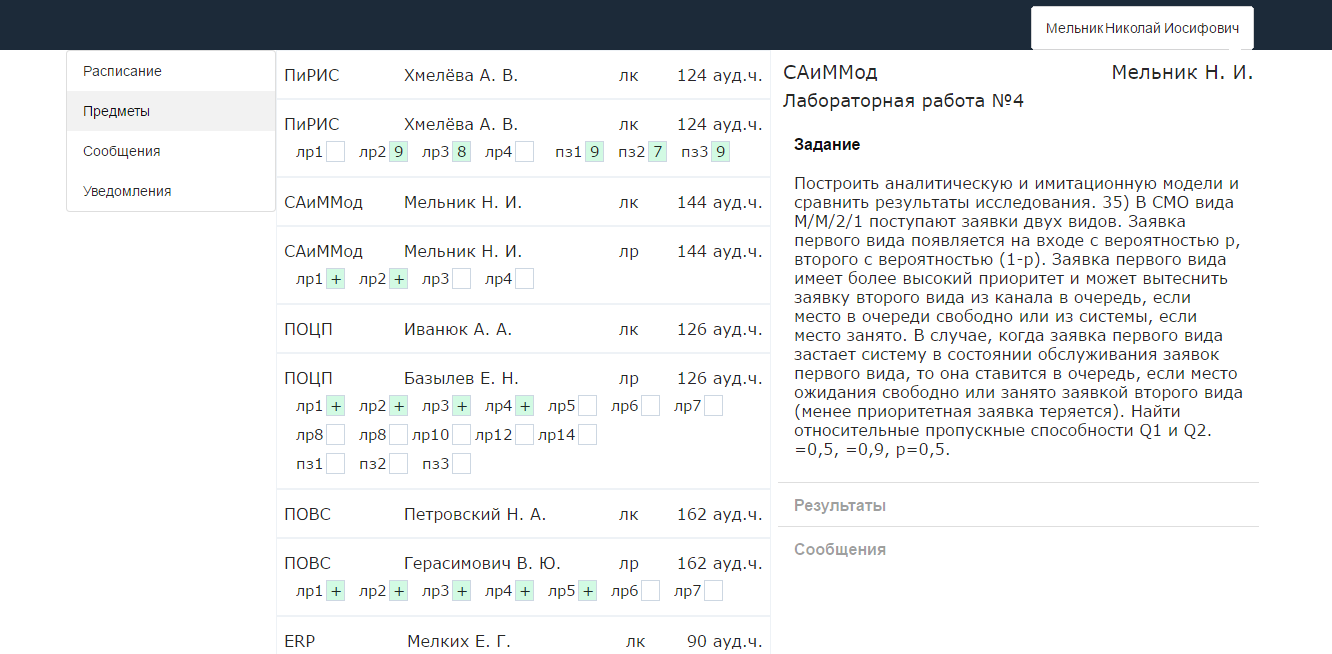 Мельник Николай Иосифович
Расписание
Предметы
Сообщения
Уведомления
ПиРИС Хмелёва А. В. лк 124 ауд.ч.
ПиРИС Хмелёва А. В. лк 124 ауд.ч.
лр1 лр2 9 лр3 8 лр4 пз1 9 пз2 7 пз3 9
САиММод Мельник Н. И. лк 144 ауд.ч.
САиММод Мельник Н. И. лр 144 ауд.ч.
лр1 + лр2 + лр3 лр4
ПОЦП Иванюк А. А. лк 126 ауд.ч.
ПОЦП Базылев Е. Н. лр 126 ауд.ч.
лр1 + лр2 + лр3 + лр4 + лр5 лр6 лр7
лр8 лр8 лр10 лр12 лр14
пз1 пз2 пз3
ПОВС Петровский Н. А. лк 162 ауд.ч.
ПОВС Герасимович В. Ю. лр 162 ауд.ч.
лр1 + лр2 + лр3 + лр4 + лр5 + лр6 лр7
ERP Мелких Е. Г. лк 90 ауд.ч.
САиММод Мельник Н. И.
Лабораторная работа №4
Задание
Построить аналитическую и имитационную модели и
сравнить результаты исследования. 35) В СМО вида
М/М/2/1 поступают заявки двух видов. Заявка
первого вида появляется на входе с вероятностью р,
второго с вероятностью (1-р). Заявка первого вида
имеет более высокий приоритет и может вытеснить
заявку второго вида из канала в очередь, если
место в очереди свободно или из системы, если
место занято. В случае, когда заявка первого вида
застает систему в состоянии обслуживания заявок
первого вида, то она ставится в очередь, если место
ожидания свободно или занято заявкой второго вида
(менее приоритетная заявка теряется). Найти
относительные пропускные способности Q1 и Q2.
=0,5, =0,9, р=0,5.
Результаты
Сообщения